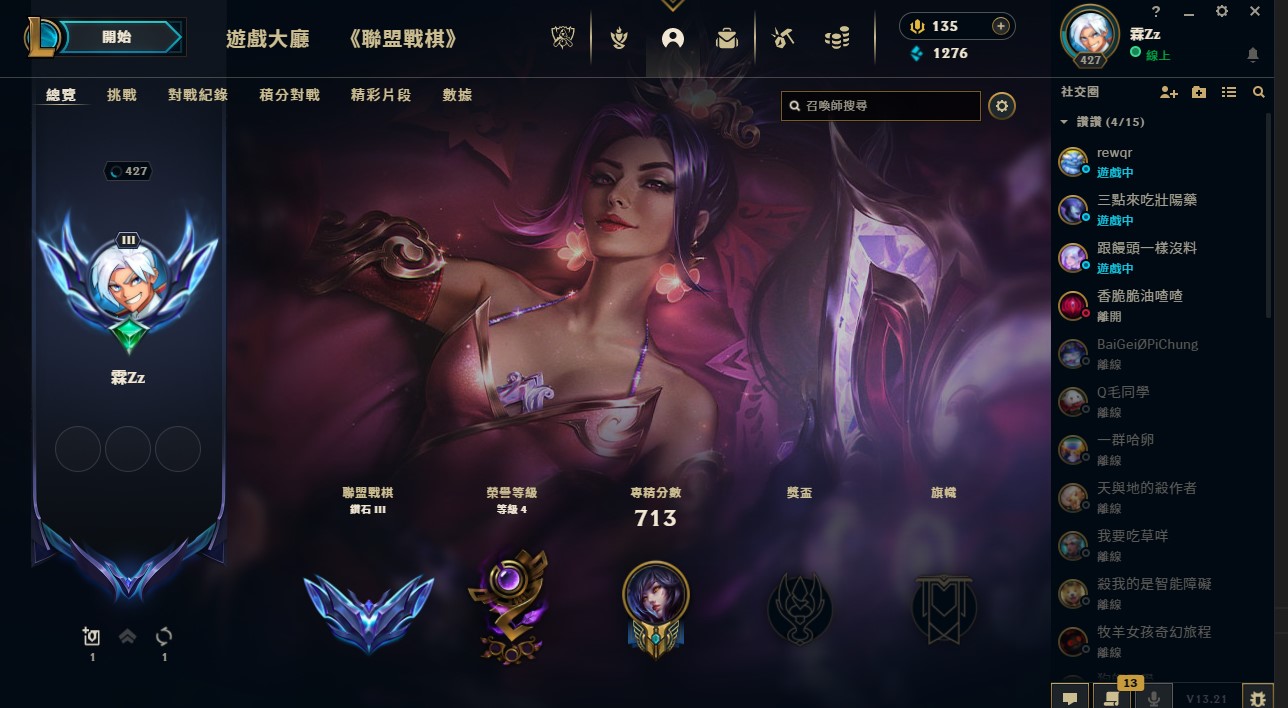 開始
遊戲大廳
《聯盟戰棋》
135
1276
?
霖Zz
427
線上
總覽
挑戰
對戰紀錄
積分對戰
精彩片段
數據
召喚師搜尋
社交圈
讚讚 (4/15)
rewqr
遊戲中
三點來吃壯陽藥
遊戲中
跟饅頭一樣沒料
遊戲中
香脆脆油喳喳
離開
BaiGeiØPiChung
離線
Q毛同學
離線
一群哈卵
離線
天與地的殺作者
離線
我要吃草咩
離線
殺我的是智能障礙
離線
牧羊女孩奇幻旅程
離線
427
III
霖Zz
聯盟戰棋
鑽石 III
榮譽等級
等級 4
專精分數
713
獎盃
旗幟
1
1
13
V13.21